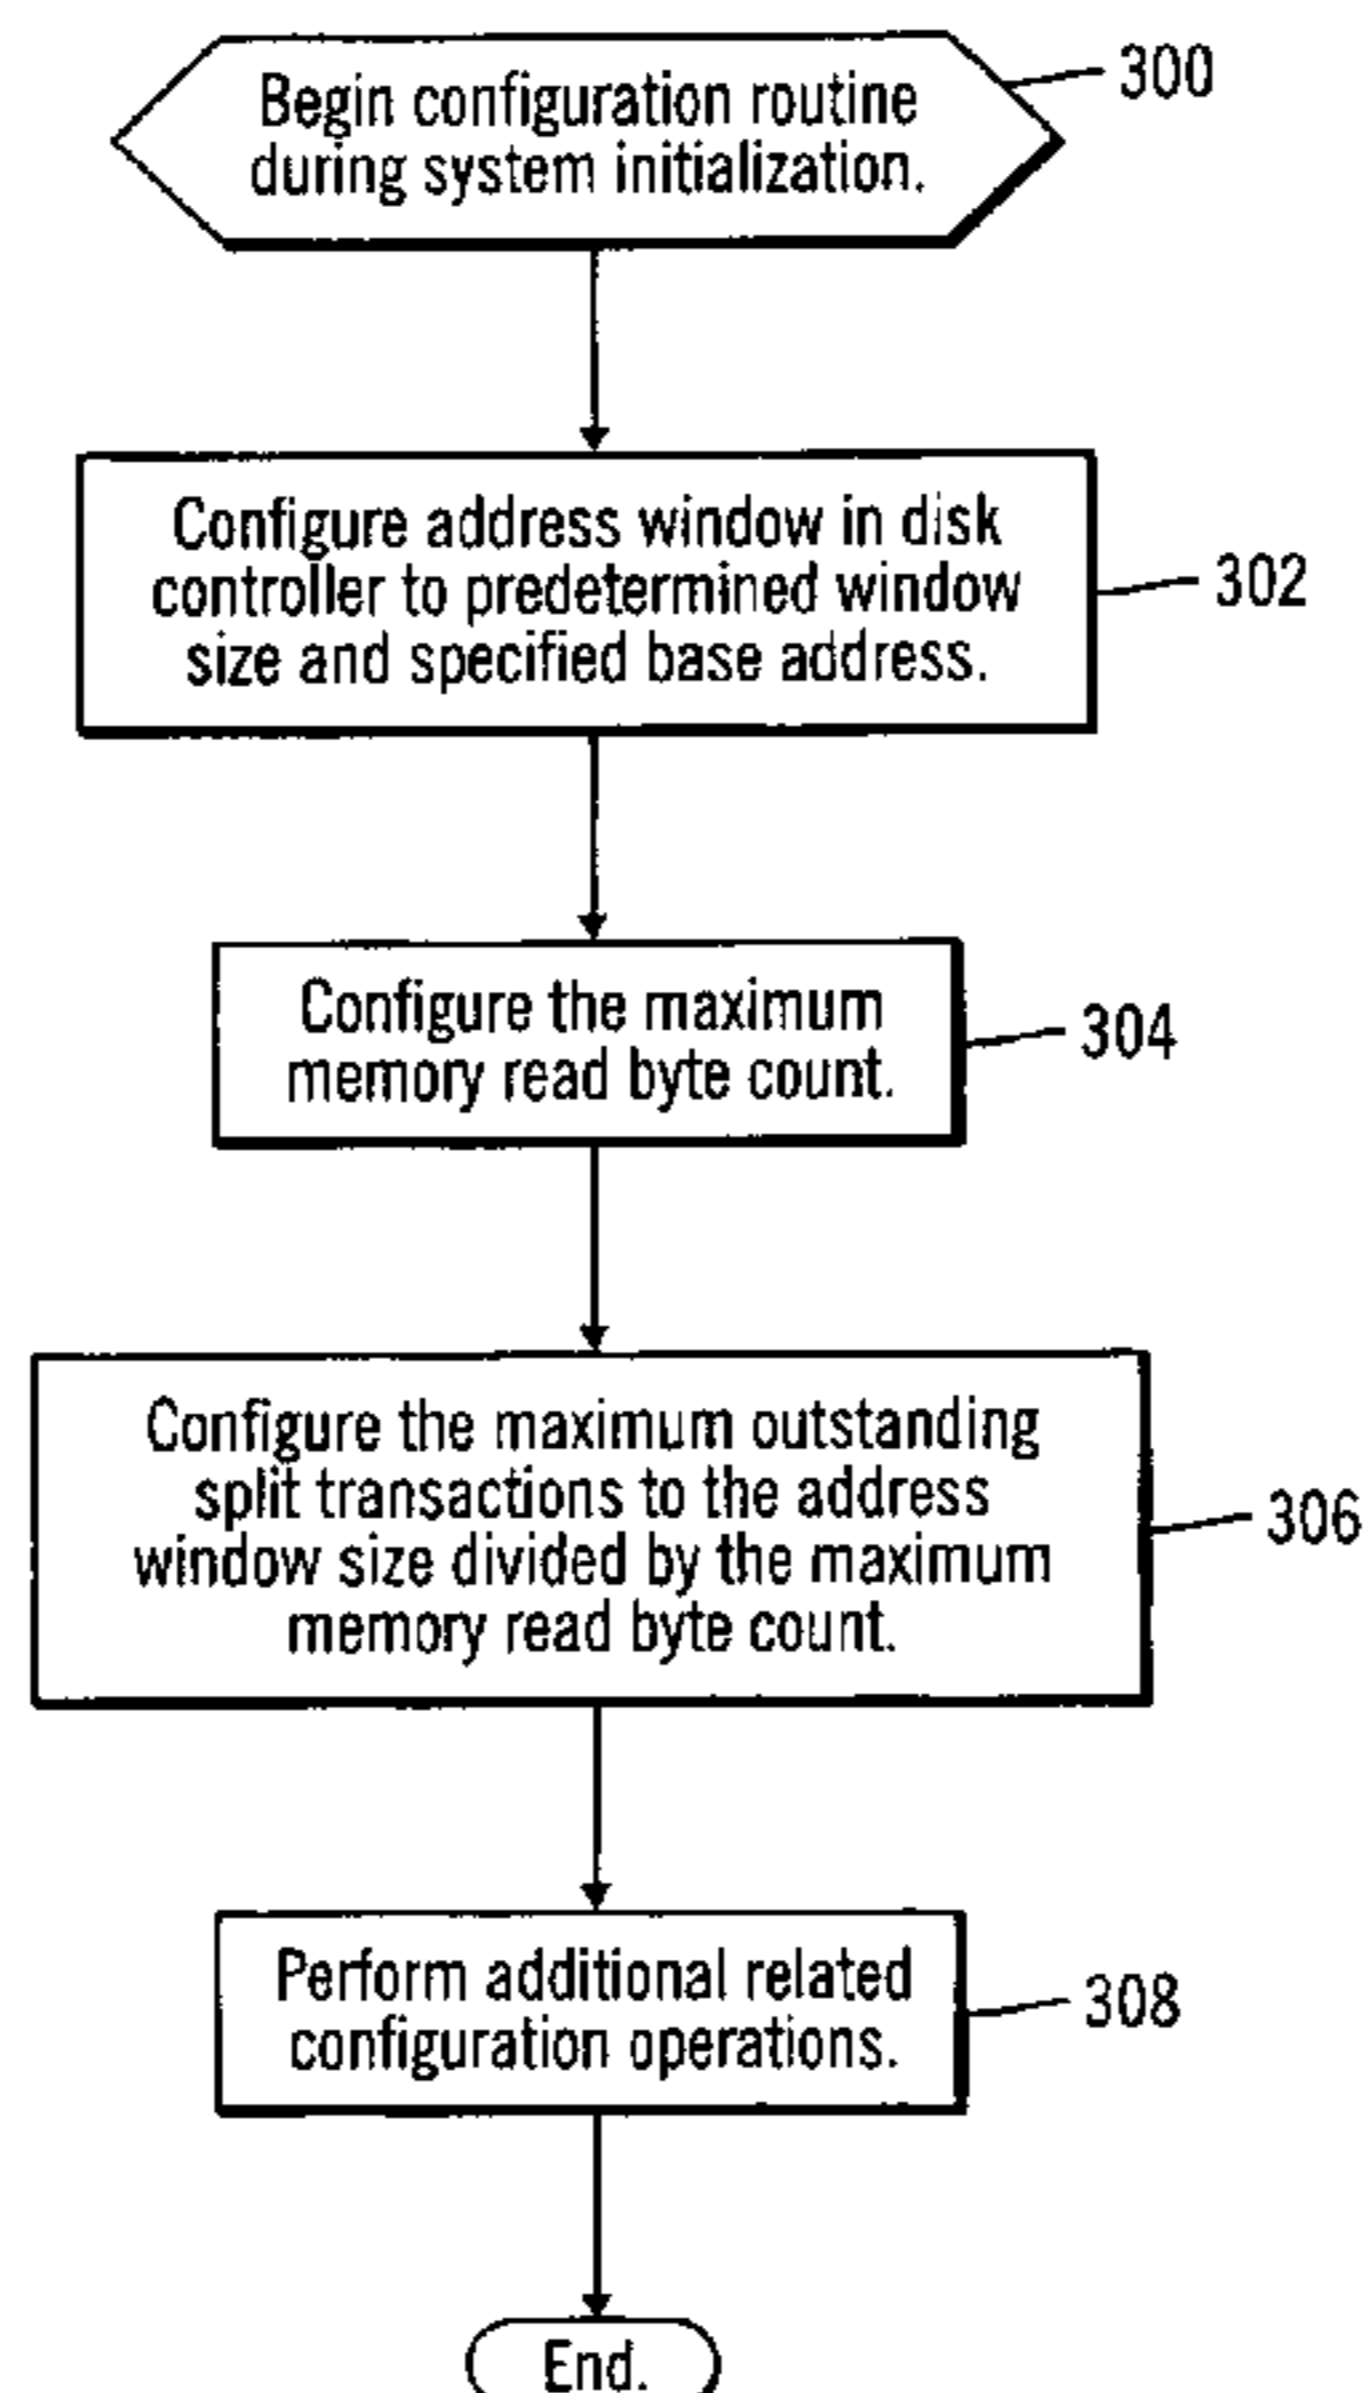 Begin configuration routine
during system initialization.
300
Configure address window in disk
controller to predetermined window
size and specified base address.
302
Configure the maximum
memory read byte count.
304
Configure the maximum outstanding
split transactions to the address
window size divided by the maximum
memory read byte count.
306
Perform additional related
configuration operations.
308
End.